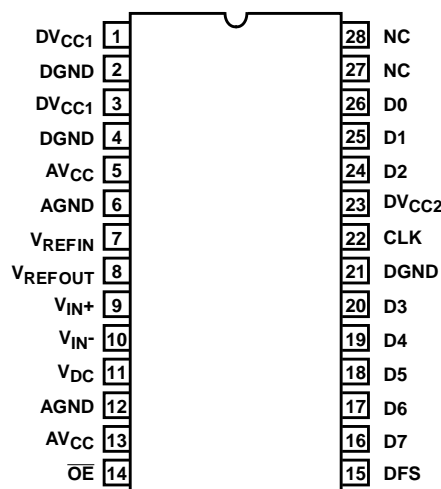 DVCC1 1 28 NC
DGND 2 27 NC
DVCC1 3 26 D0
DGND 4 25 D1
AVCC 5 24 D2
AGND 6 23 DVCC2
VREFIN 7 22 CLK
VREFOUT 8 21 DGND
VIN+ 9 20 D3
VIN- 10 19 D4
VDC 11 18 D5
AGND 12 17 D6
AVCC 13 16 D7
O̅E̅ 14 15 DFS